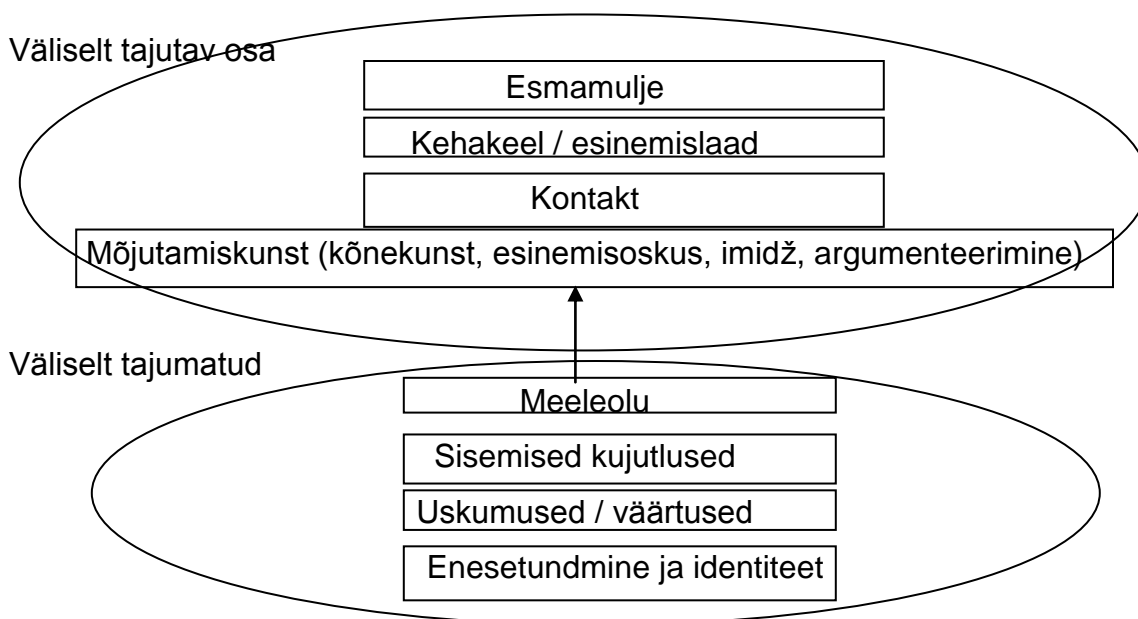 Väliselt tajutav osa
Esmamulje
Kehakeel / esinemislaad
Kontakt
Mõjutamiskunst (kõnekunst, esinemisoskus, imidž, argumenteerimine)
Väliselt tajumatud
Meeleolu
Sisemised kujutlused
Uskumused / väärtused
Enesetundmine ja identiteet